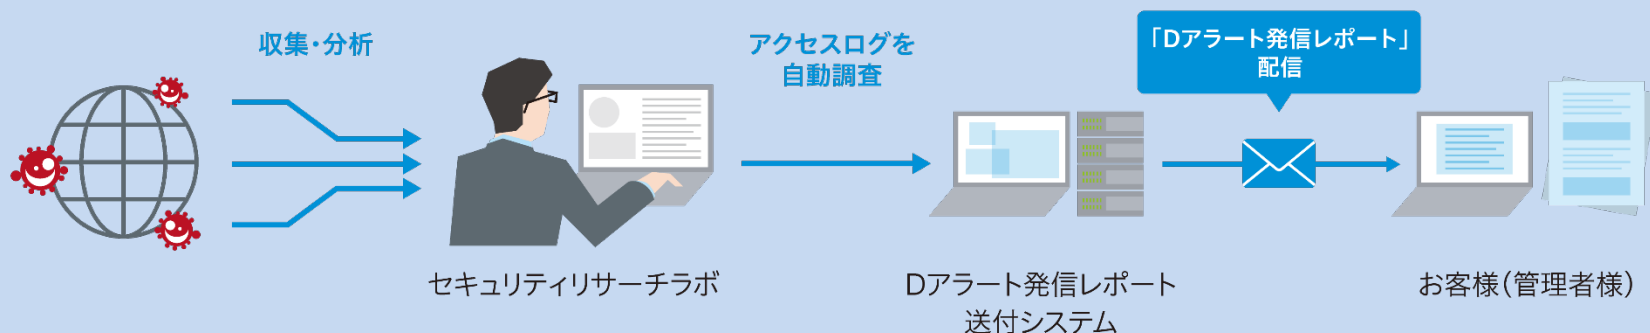 収集・分析
アクセスログを
自動調査
「Dアラート発信レポート」
配信
セキュリティリサーチラボ
Dアラート発信レポート
送付システム
お客様(管理者様)